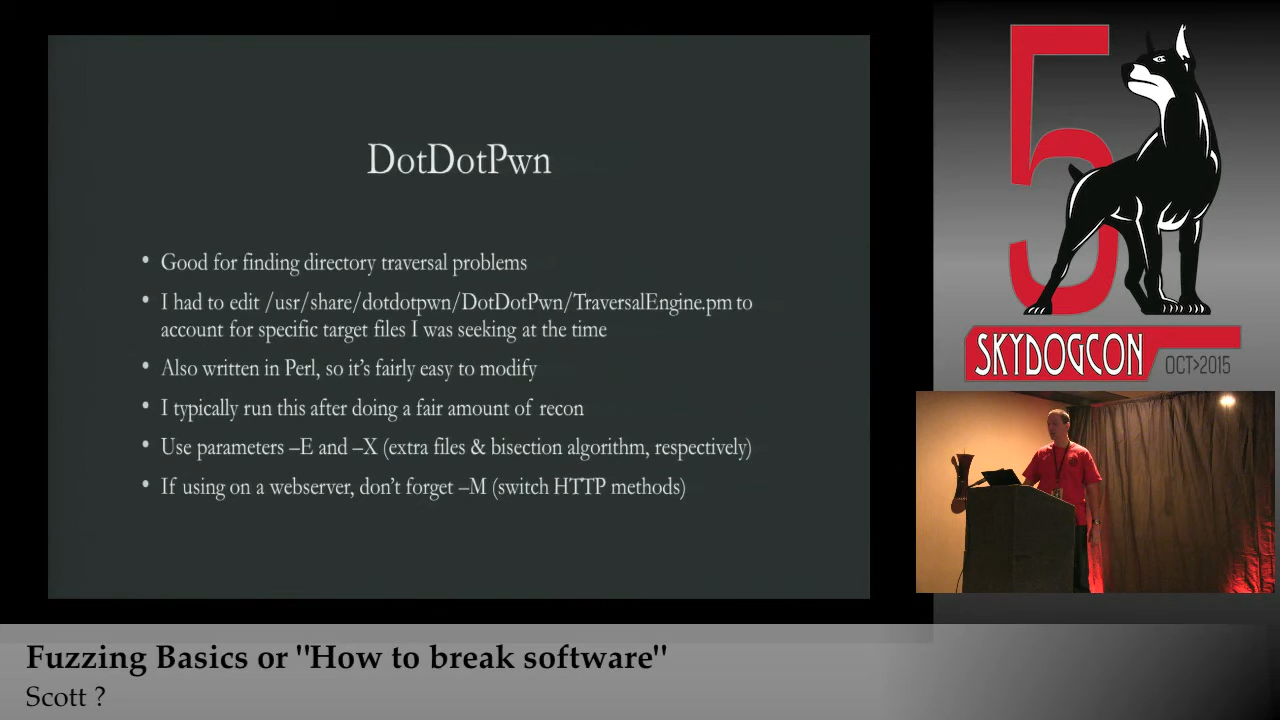 DotDotPwn
• Good for finding directory traversal problems
• I had to edit /usr/share/dotdotpwn/DotDotPwn/TraversalEngine.pm to
account for specific target files I was seeking at the time
• Also written in Perl, so it's fairly easy to modify
• I typically run this after doing a fair amount of recon
• Use parameters –E and –X (extra files & bisection algorithm, respectively)
• If using on a webserver, don't forget –M (switch HTTP methods)
5
SKYDOGCON
OCT>2015
Fuzzing Basics or "How to break software"
Scott ?